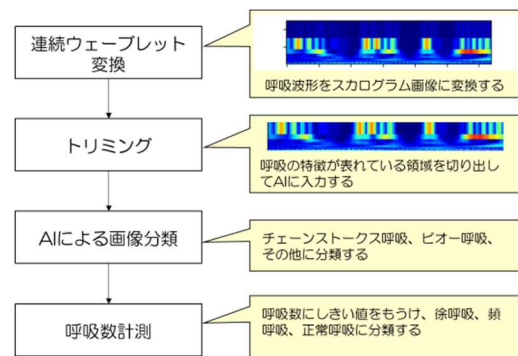 連続ウェーブレット
変換
呼吸波形をスカログラム画像に変換する
トリミング
呼吸の特徴が表れている領域を切り出し
てAIに入力する
AIによる画像分類
チェーンストークス呼吸、ビオー呼吸、
その他に分類する
呼吸数計測
呼吸数にしきい値をもうけ、徐呼吸、頻
呼吸、正常呼吸に分類する